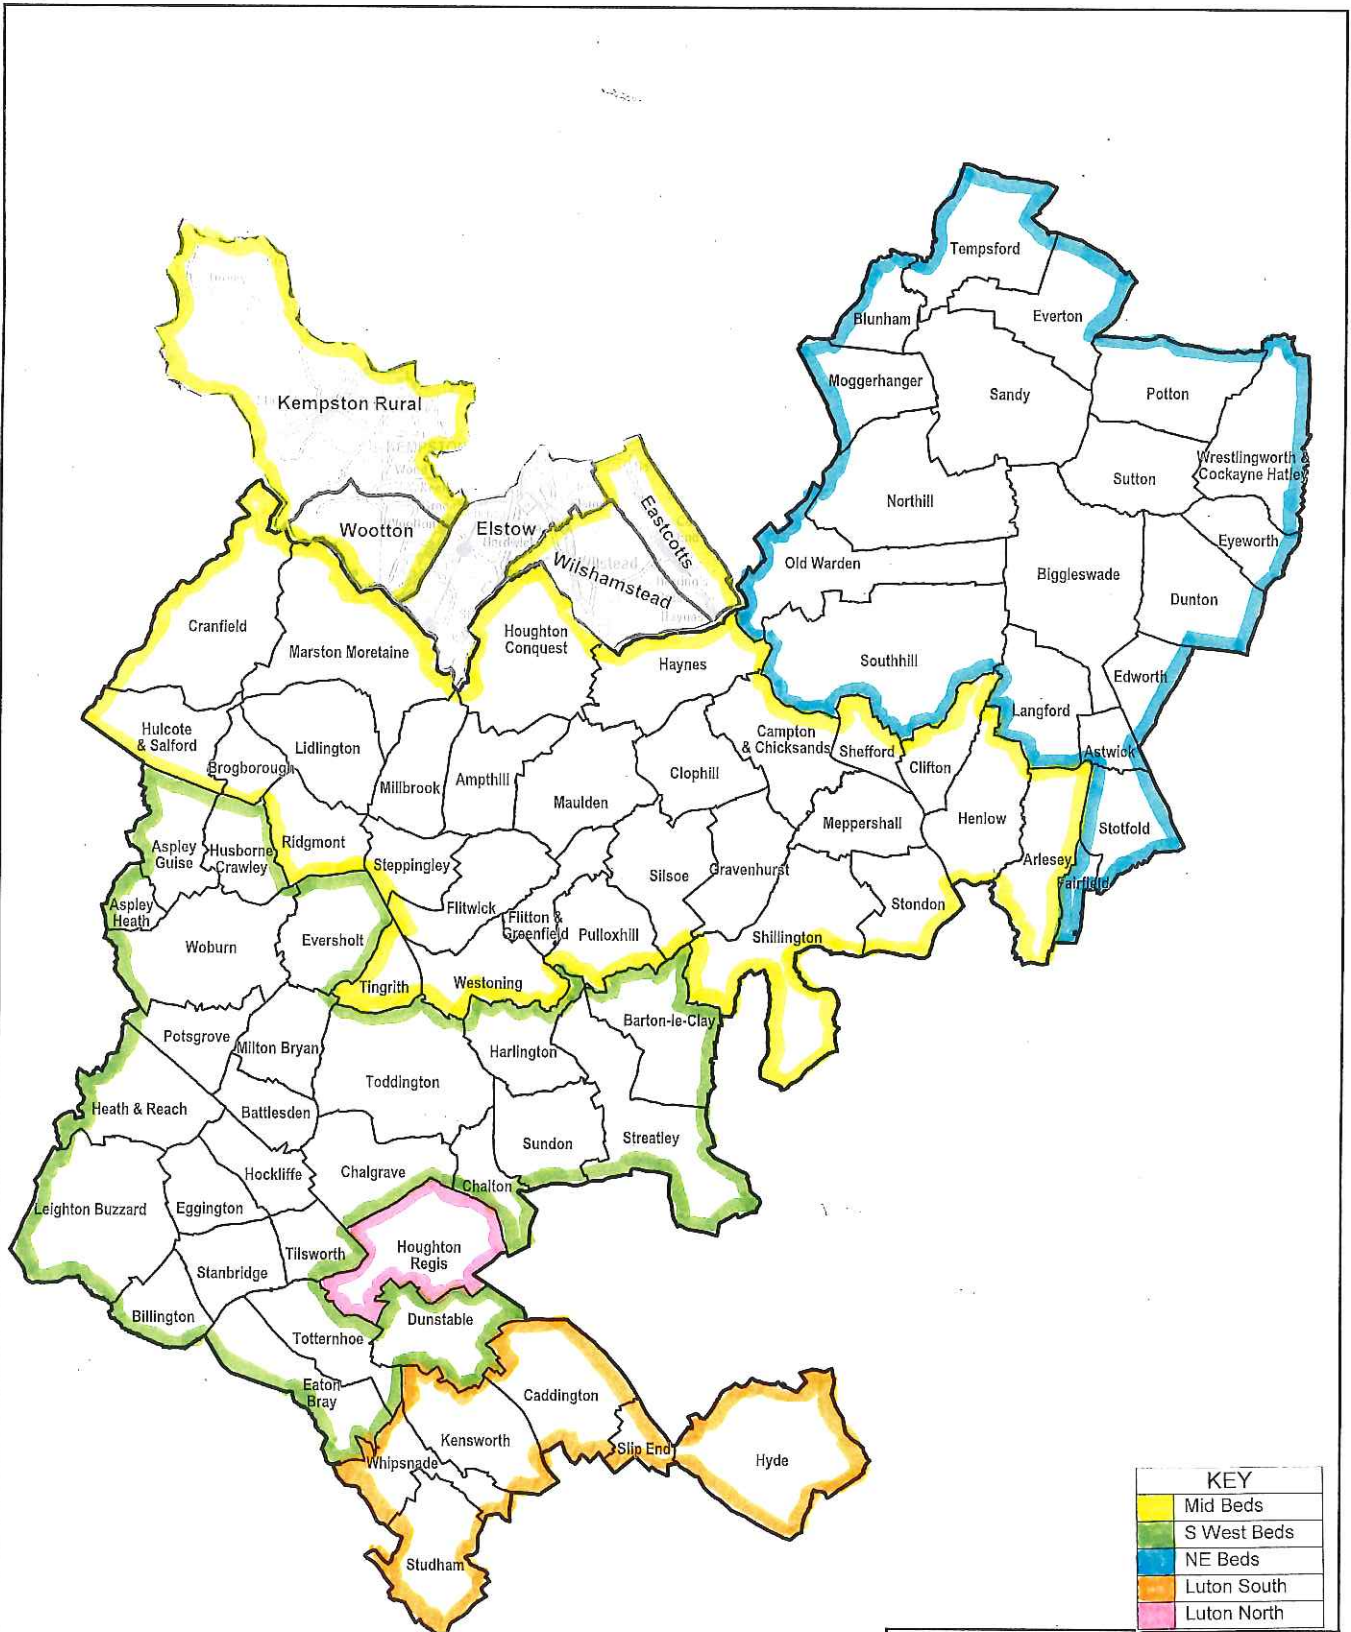 Tempsford
Blunham
Everton
Moggerhanger
Sandy
Potton
Kempston Rural
Wrestlingworth &
Cockayne Hatley
Sutton
Northill
Eastcotts
Wootton
Elstow
Eyeworth
Old Warden
Biggleswade
Wilshamstead
Dunton
Cranfield
Houghton
Conquest
Marston Moretaine
Haynes
Southhill
Edworth
Langford
Hulcote
& Salford
Lidlington
Campton
& Chicksands
Shefford
Astwick
Brogborough
Clophill
Clifton
Millbrook
Ampthill
Maulden
Meppershall
Henlow
Stotfold
Ridgmont
Aspley
Guise
Husborne
Crawley
Steppingley
Silsoe
Gravenhurst
Arlesey
Fairfield
Aspley
Heath
Flitwick
Flitton &
Greenfield
Stondon
Woburn
Eversholt
Pulloxhill
Shillington
Tingrith
Westoning
Barton-le-Clay
Potsgrove
Milton Bryan
Harlington
Toddington
Heath & Reach
Battlesden
Sundon
Streatley
Hockliffe
Chalgrave
Chalton
Leighton Buzzard
Eggington
Houghton
Regis
Tilsworth
Stanbridge
Billington
Dunstable
Totternhoe
Eaton
Bray
Caddington
Kensworth
Slip End
Whipsnade
Hyde
Studham
KEY
Mid Beds
S West Beds
NE Beds
Luton South
Luton North